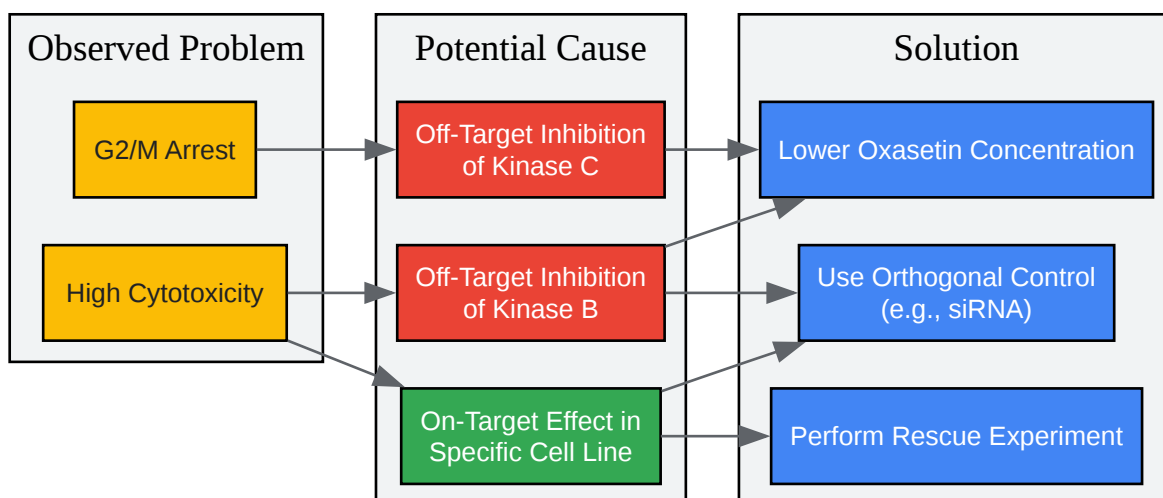 Observed Problem
G2/M Arrest
High Cytotoxicity
Potential Cause
Off-Target Inhibition
of Kinase C
Off-Target Inhibition
of Kinase B
On-Target Effect in
Specific Cell Line
Solution
Lower Oxasetin Concentration
Use Orthogonal Control
(e.g., siRNA)
Perform Rescue Experiment